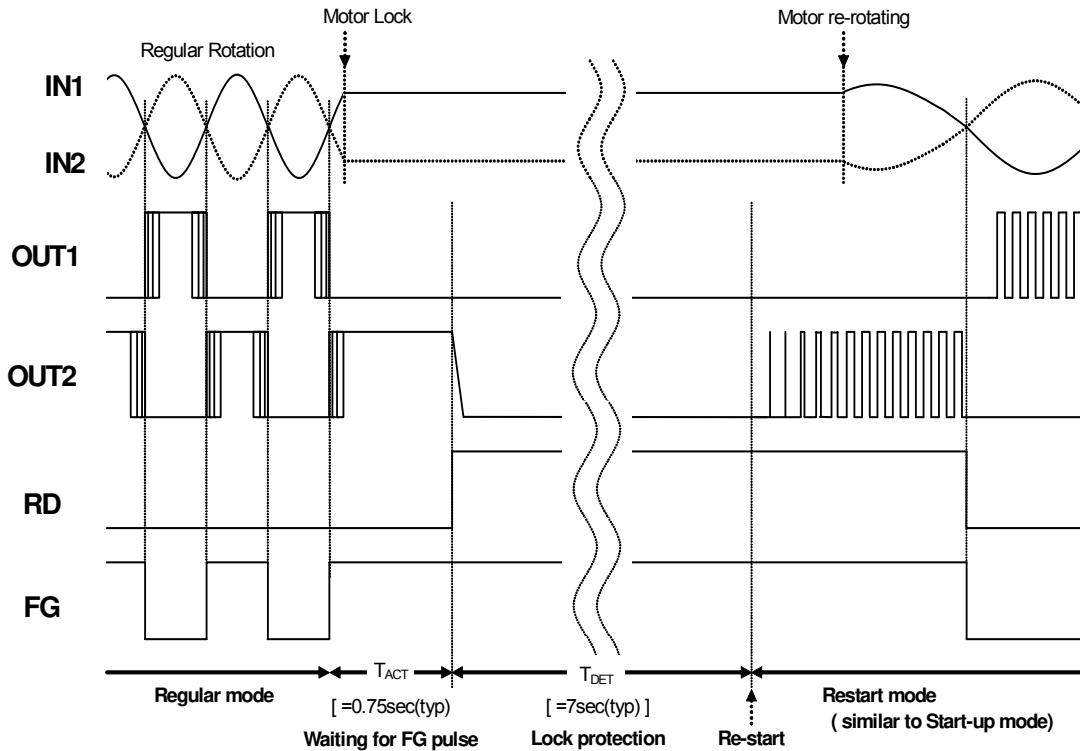 Motor Lock
Motor re-rotating
Regular Rotation
IN1
IN2
OUT1
OUT2
RD
FG
TACT
TDET
Regular mode
Restart mode
[ =0.75sec(typ)
[ =7sec(typ) ]
( similar to Start-up mode)
Waiting for FG pulse
Lock protection
Re-start